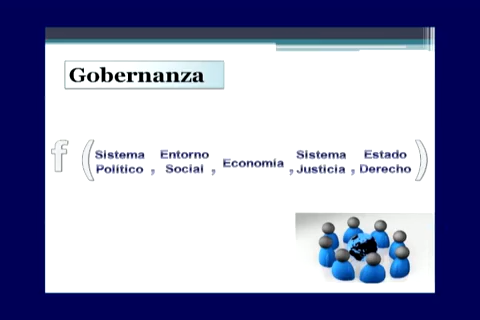 Gobernanza
f ( Sistema Político , Entorno Social , Economía , Sistema Justicia , Estado Derecho )